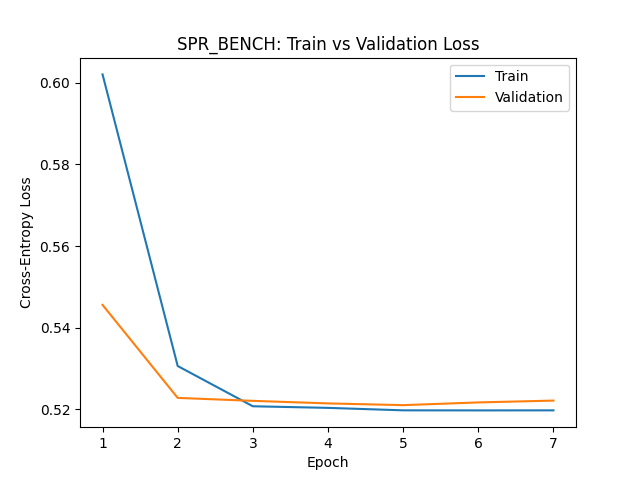 SPR_BENCH: Train vs Validation Loss
Train
Validation
Cross-Entropy Loss
0.60
0.58
0.56
0.54
0.52
1 2 3 4 5 6 7
Epoch